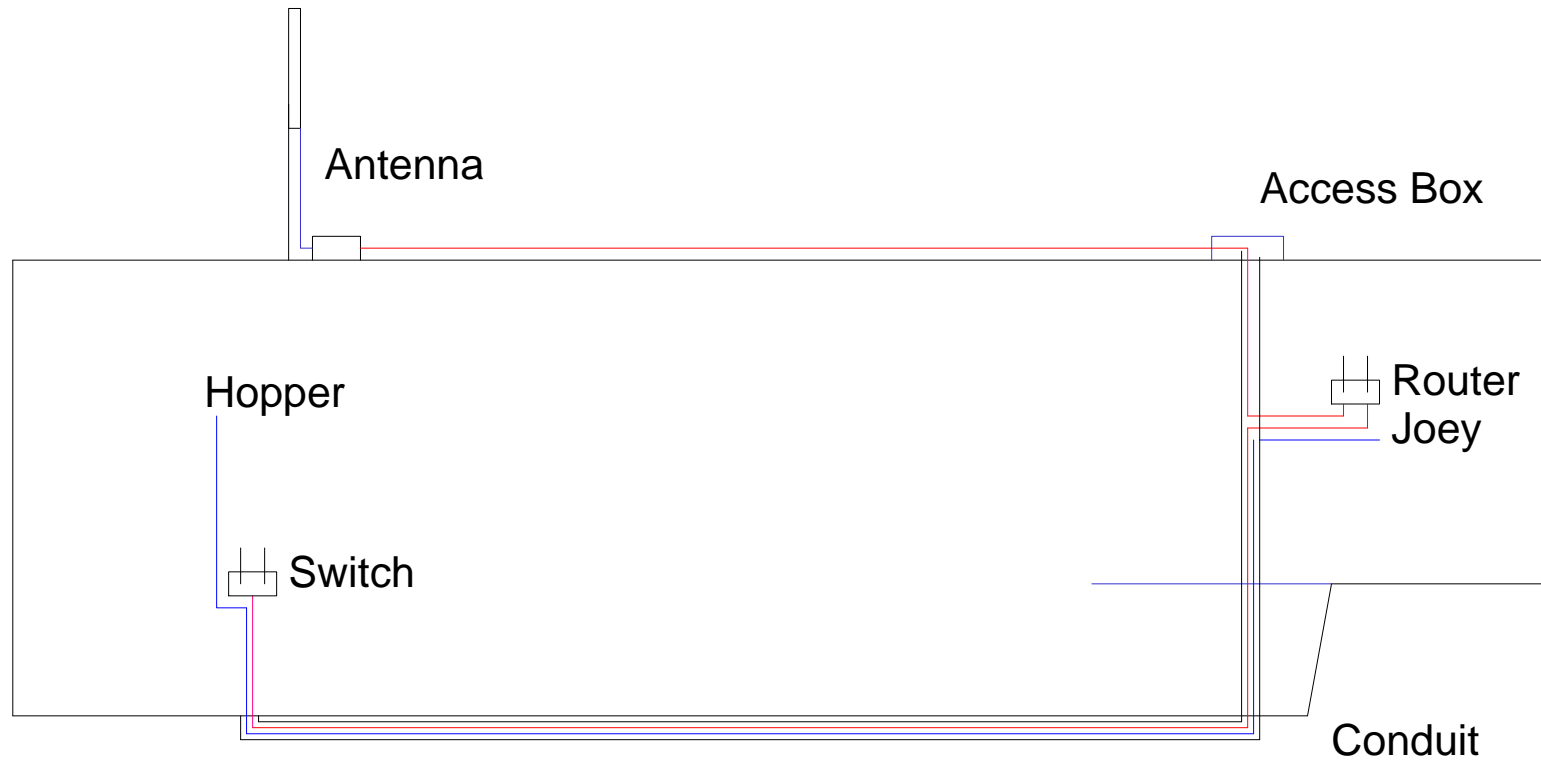 Antenna
Access Box
Hopper
Router
Joey
Switch
Conduit